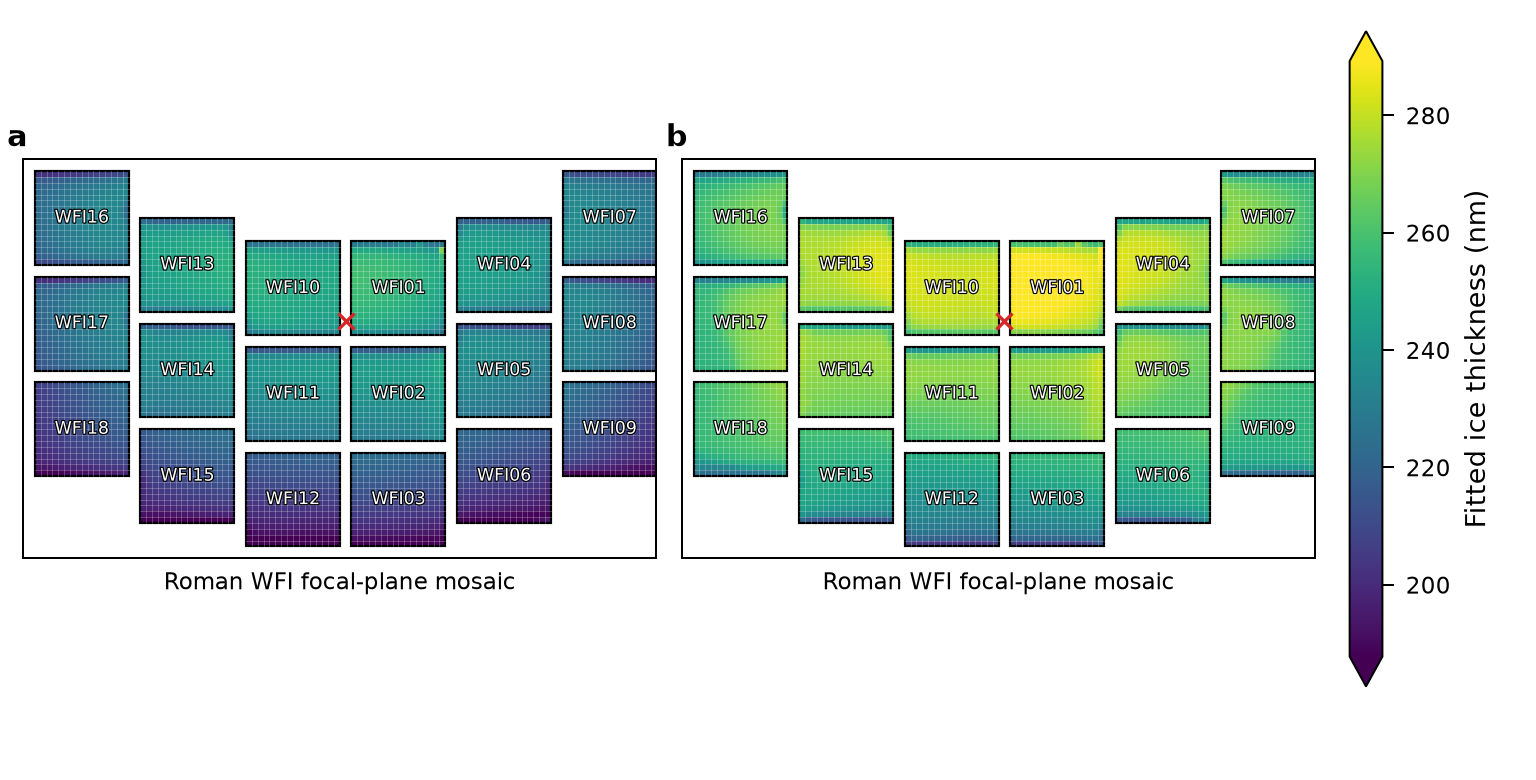 a
b
WFI16
WFI07
WFI13
WFI04
WFI10
WFI01
WFI17
WFI08
WFI14
WFI05
WFI11
WFI02
WFI18
WFI09
WFI15
WFI06
WFI12
WFI03
Roman WFI focal-plane mosaic
WFI16
WFI07
WFI13
WFI04
WFI10
WFI01
WFI17
WFI08
WFI14
WFI05
WFI11
WFI02
WFI18
WFI09
WFI15
WFI06
WFI12
WFI03
Roman WFI focal-plane mosaic
280
260
240
220
200
Fitted ice thickness (nm)